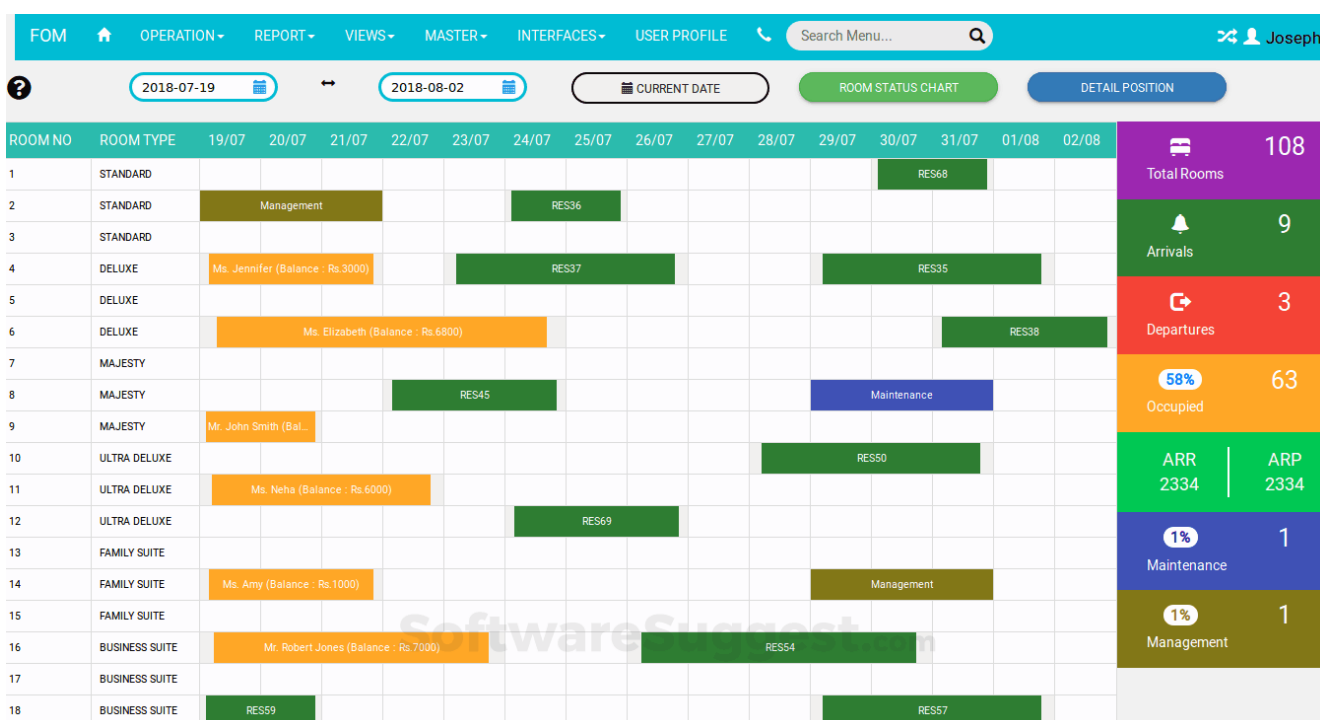 FOM OPERATION REPORT VIEWS MASTER INTERFACES USER PROFILE Search Menu... Joseph
2018-07-19 2018-08-02 CURRENT DATE ROOM STATUS CHART DETAIL POSITION
ROOM NO ROOM TYPE 19/07 20/07 21/07 22/07 23/07 24/07 25/07 26/07 27/07 28/07 29/07 30/07 31/07 01/08 02/08
1 STANDARD RES68
2 STANDARD Management RES36
3 STANDARD
4 DELUXE Ms. Jennifer (Balance : Rs.3000) RES37 RES35
5 DELUXE
6 DELUXE Ms. Elizabeth (Balance : Rs.6800) RES38
7 MAJESTY
8 MAJESTY RES45 Maintenance
9 MAJESTY Mr. John Smith (Bal...
10 ULTRA DELUXE RES50
11 ULTRA DELUXE Ms. Neha (Balance : Rs.6000)
12 ULTRA DELUXE RES69
13 FAMILY SUITE
14 FAMILY SUITE Ms. Amy (Balance : Rs.1000) Management
15 FAMILY SUITE
16 BUSINESS SUITE Mr. Robert Jones (Balance : Rs.7000) RES54
17 BUSINESS SUITE
18 BUSINESS SUITE RES59 RES57
108
Total Rooms
9
Arrivals
3
Departures
58% 63
Occupied
ARR ARP
2334 2334
1% 1
Maintenance
1% 1
Management
SoftwareSuggest.com